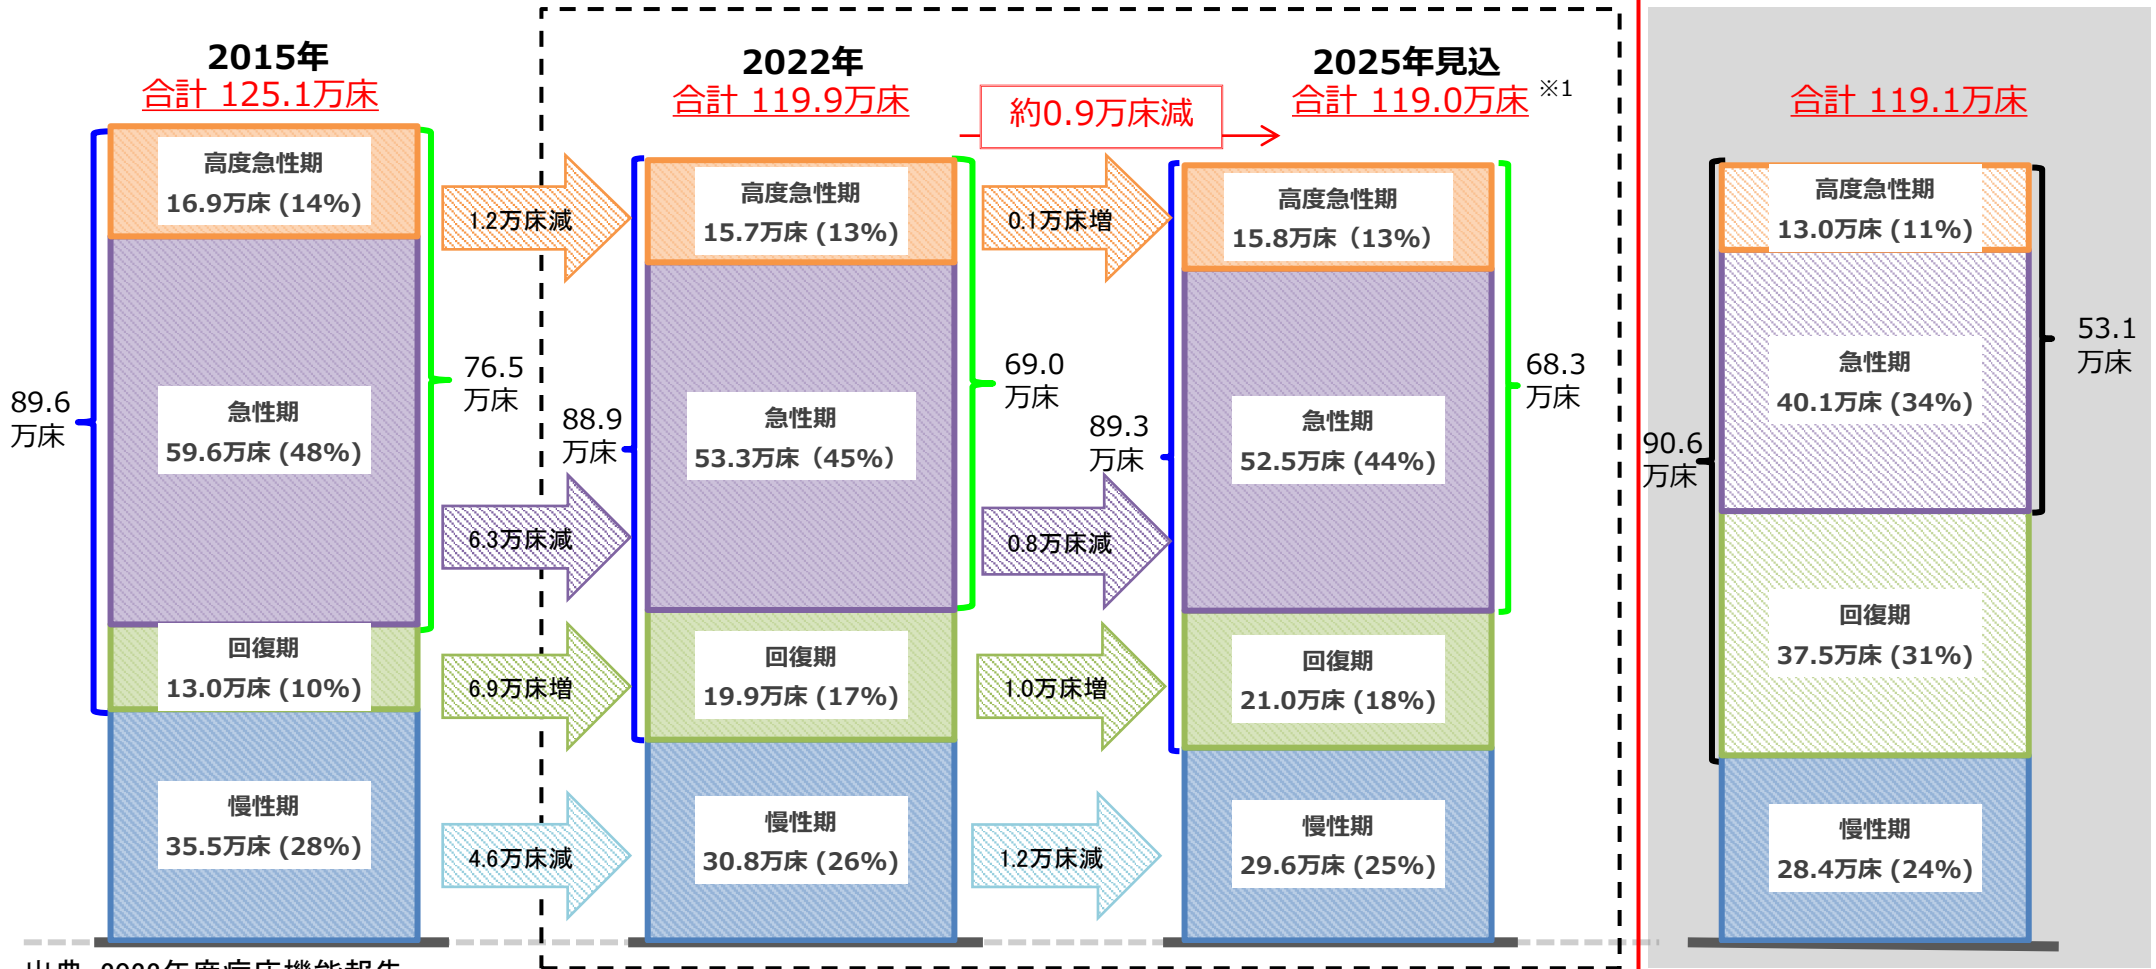 2015年
合計 125.1万床
高度急性期
16.9万床 (14%)
急性期
59.6万床 (48%)
回復期
13.0万床 (10%)
慢性期
35.5万床 (28%)
89.6
万床
76.5
万床
1.2万床減
6.3万床減
6.9万床増
4.6万床減
2022年
合計 119.9万床
高度急性期
15.7万床 (13%)
急性期
53.3万床（45%）
回復期
19.9万床 (17%)
慢性期
30.8万床 (26%)
88.9
万床
69.0
万床
約0.9万床減
0.1万床増
0.8万床減
1.0万床増
1.2万床減
2025年見込
合計 119.0万床 ※1
高度急性期
15.8万床（13%）
急性期
52.5万床 (44%)
回復期
21.0万床 (18%)
慢性期
29.6万床 (25%)
89.3
万床
68.3
万床
合計 119.1万床
高度急性期
13.0万床 (11%)
急性期
40.1万床 (34%)
回復期
37.5万床 (31%)
慢性期
28.4万床 (24%)
90.6
万床
53.1
万床